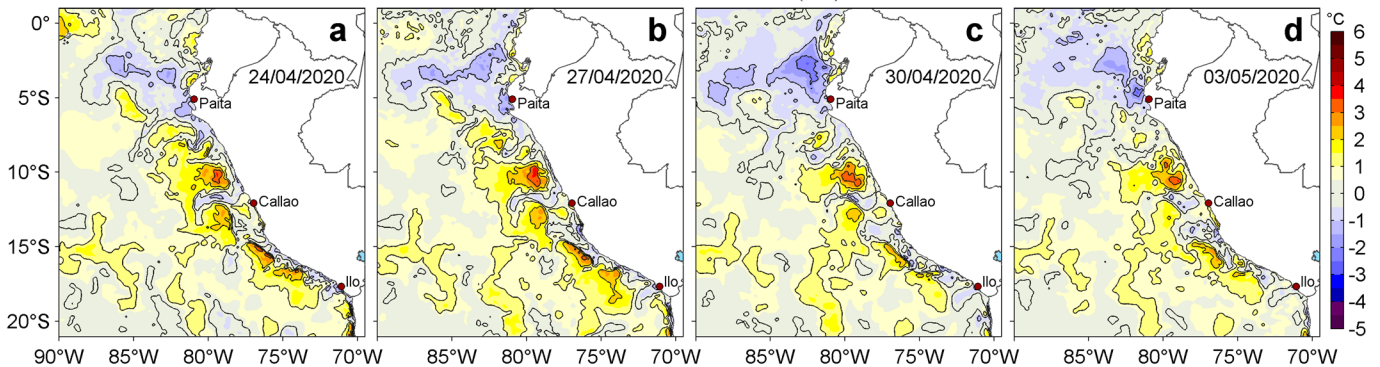 a
b
c
d
°C
24/04/2020
27/04/2020
30/04/2020
03/05/2020
0°
5°S
10°S
15°S
20°S
Paita
Callao
Ilo
Paita
Callao
Ilo
Paita
Callao
Ilo
Paita
Callao
Ilo
90°W
85°W
80°W
75°W
70°W
85°W
80°W
75°W
70°W
85°W
80°W
75°W
70°W
85°W
80°W
75°W
70°W
6
5
4
3
2
1
0
-1
-2
-3
-4
-5